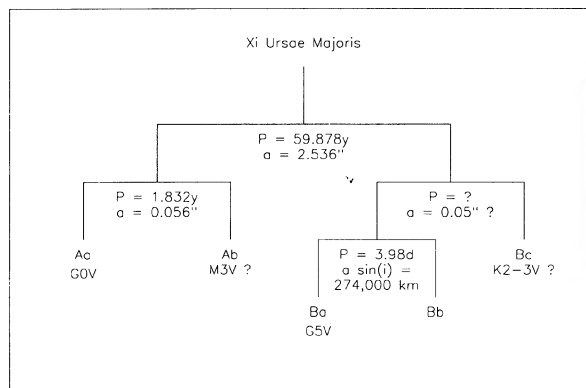 Xi Ursae Majoris
P = 59.878y
a = 2.536"
P = 1.832y
a = 0.056"
P = ?
a = 0.05" ?
Aa
G0V
Ab
M3V ?
P = 3.98d
a sin(i) =
274,000 km
Bc
K2-3V ?
Ba
G5V
Bb